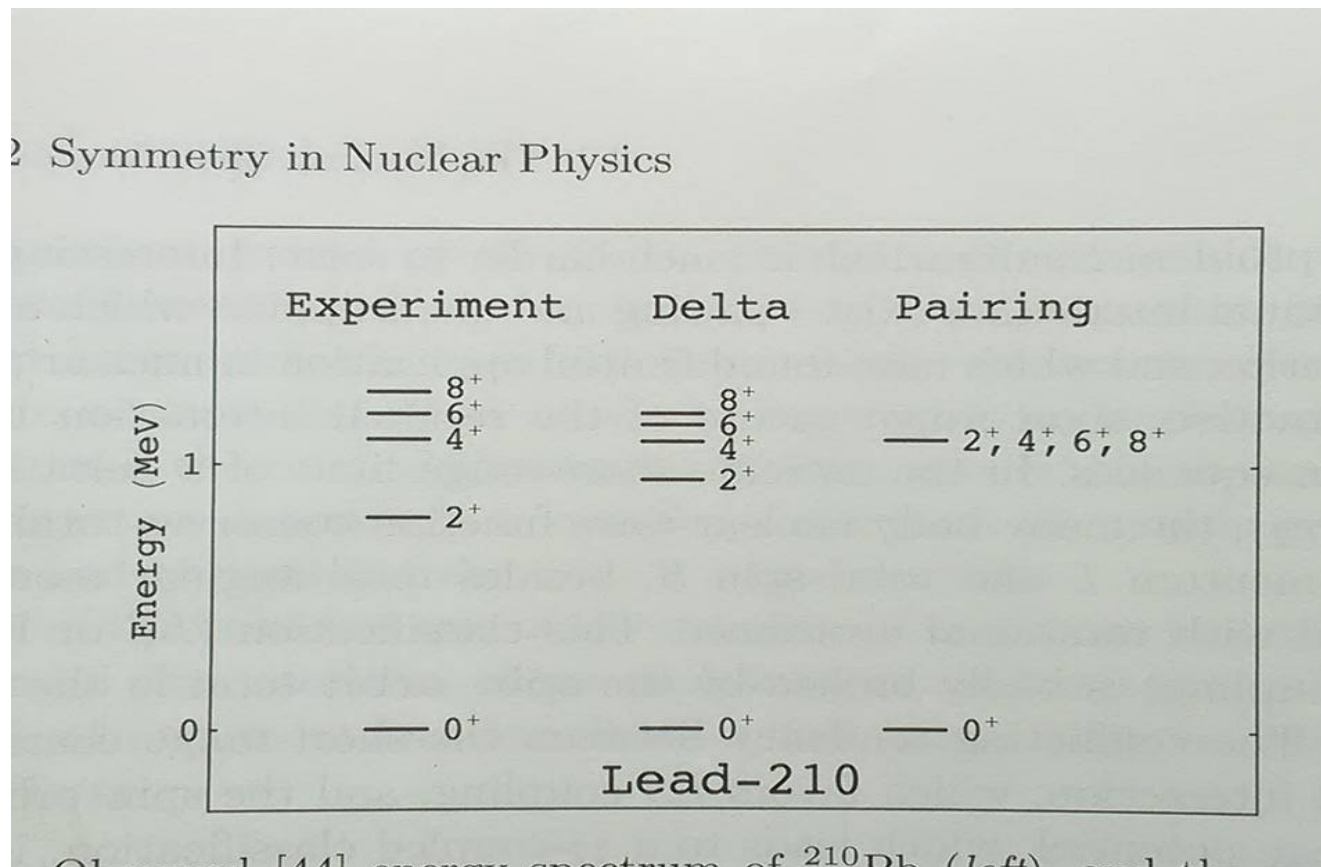 2 Symmetry in Nuclear Physics
Experiment Delta Pairing
8⁺ 8⁺
6⁺ 6⁺
4⁺ 4⁺ 2⁺, 4⁺, 6⁺, 8⁺
1
2⁺ 2⁺
Energy (MeV)
0 0⁺ 0⁺ 0⁺
Lead-210
Observed [44] energy spectrum of ²¹⁰Pb (left), and the